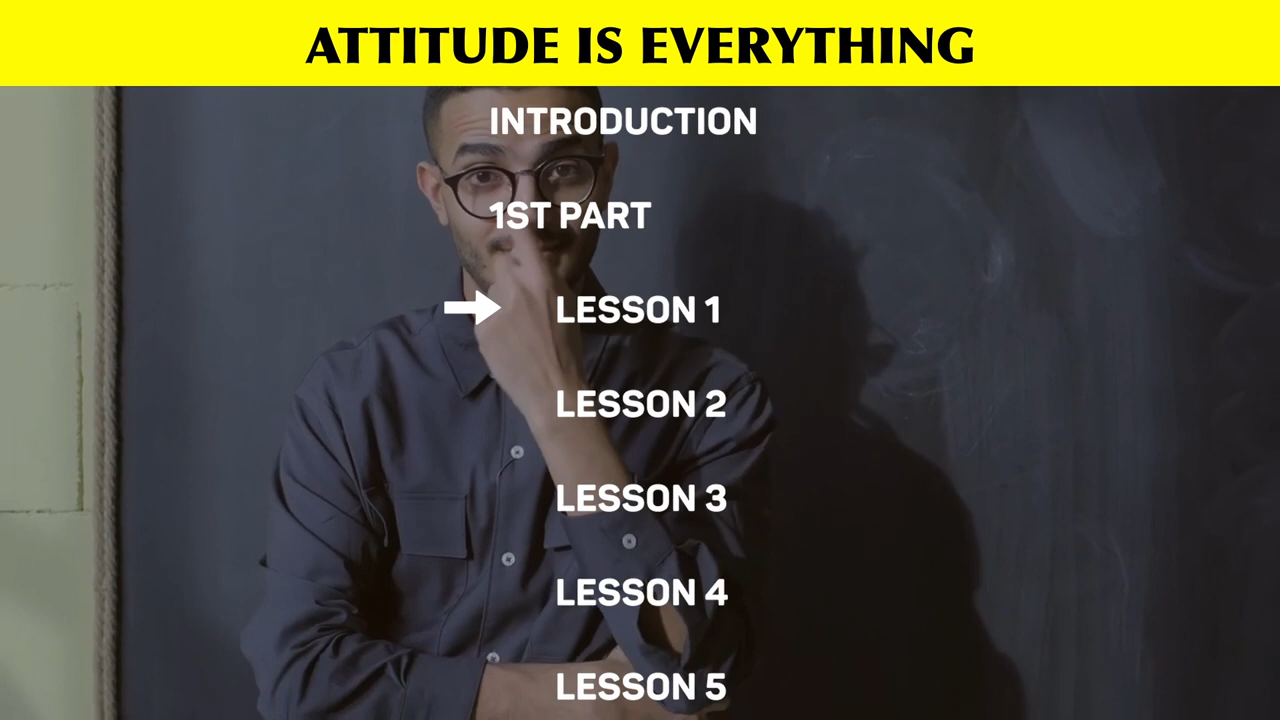 ATTITUDE IS EVERYTHING
INTRODUCTION
1ST PART
LESSON 1
LESSON 2
LESSON 3
LESSON 4
LESSON 5